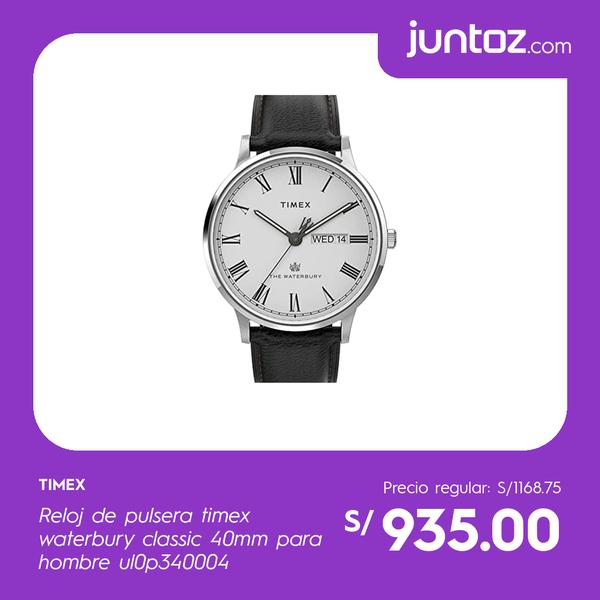 juntoz.com
XII
TIMEX
WED 14
THE WATERBURY
TIMEX
Reloj de pulsera timex
waterbury classic 40mm para
hombre ul0p340004
Precio regular: S/1168.75
S/ 935.00